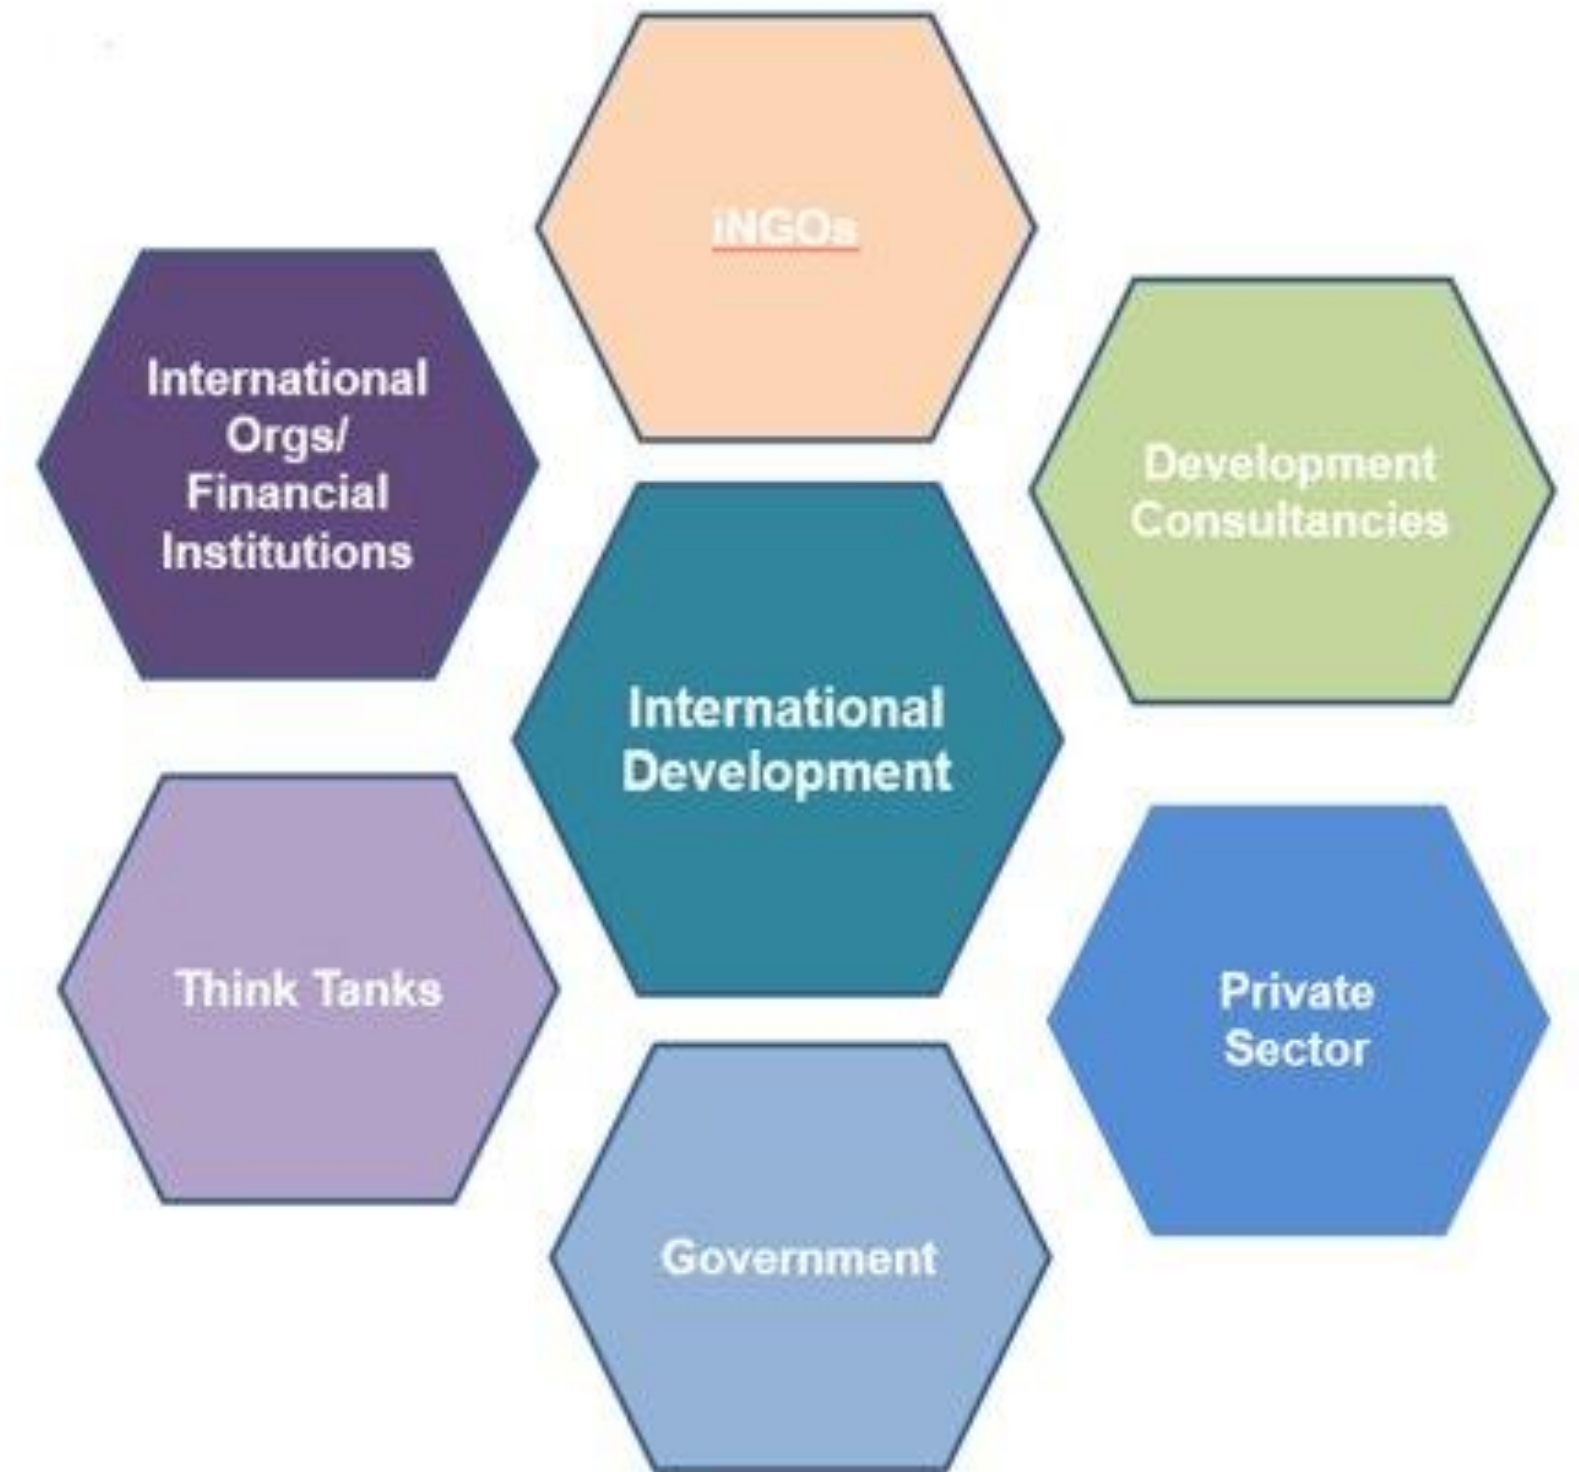 iNGOs
International
Orgs/
Financial
Institutions
Development
Consultancies
International
Development
Think Tanks
Private
Sector
Government